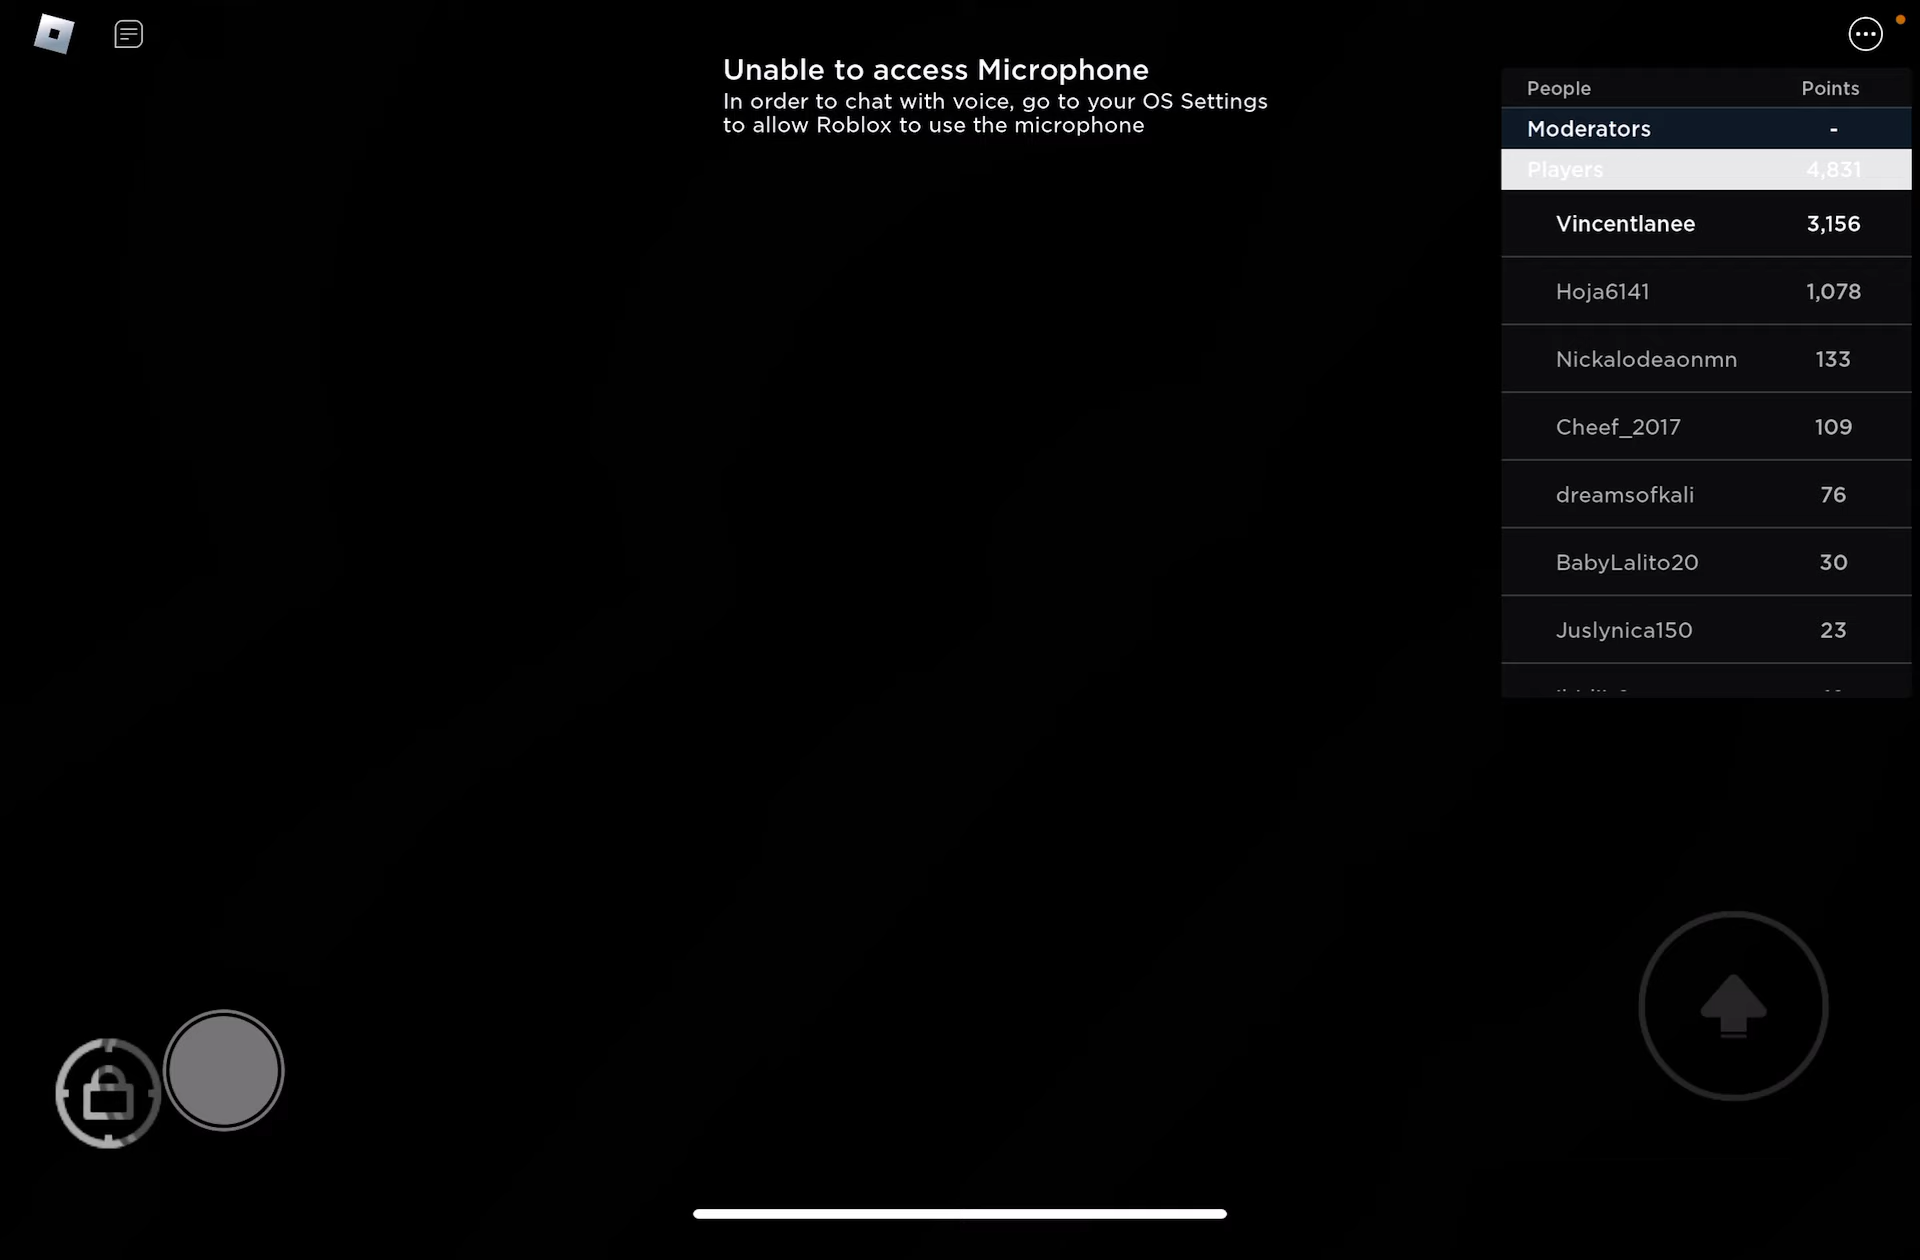 Unable to access Microphone
In order to chat with voice, go to your OS Settings
to allow Roblox to use the microphone
People Points
Moderators -
Players 4,831
Vincentlanee 3,156
Hoja6141 1,078
Nickalodeaonmn 133
Cheef_2017 109
dreamsofkali 76
BabyLalito20 30
Juslynica150 23